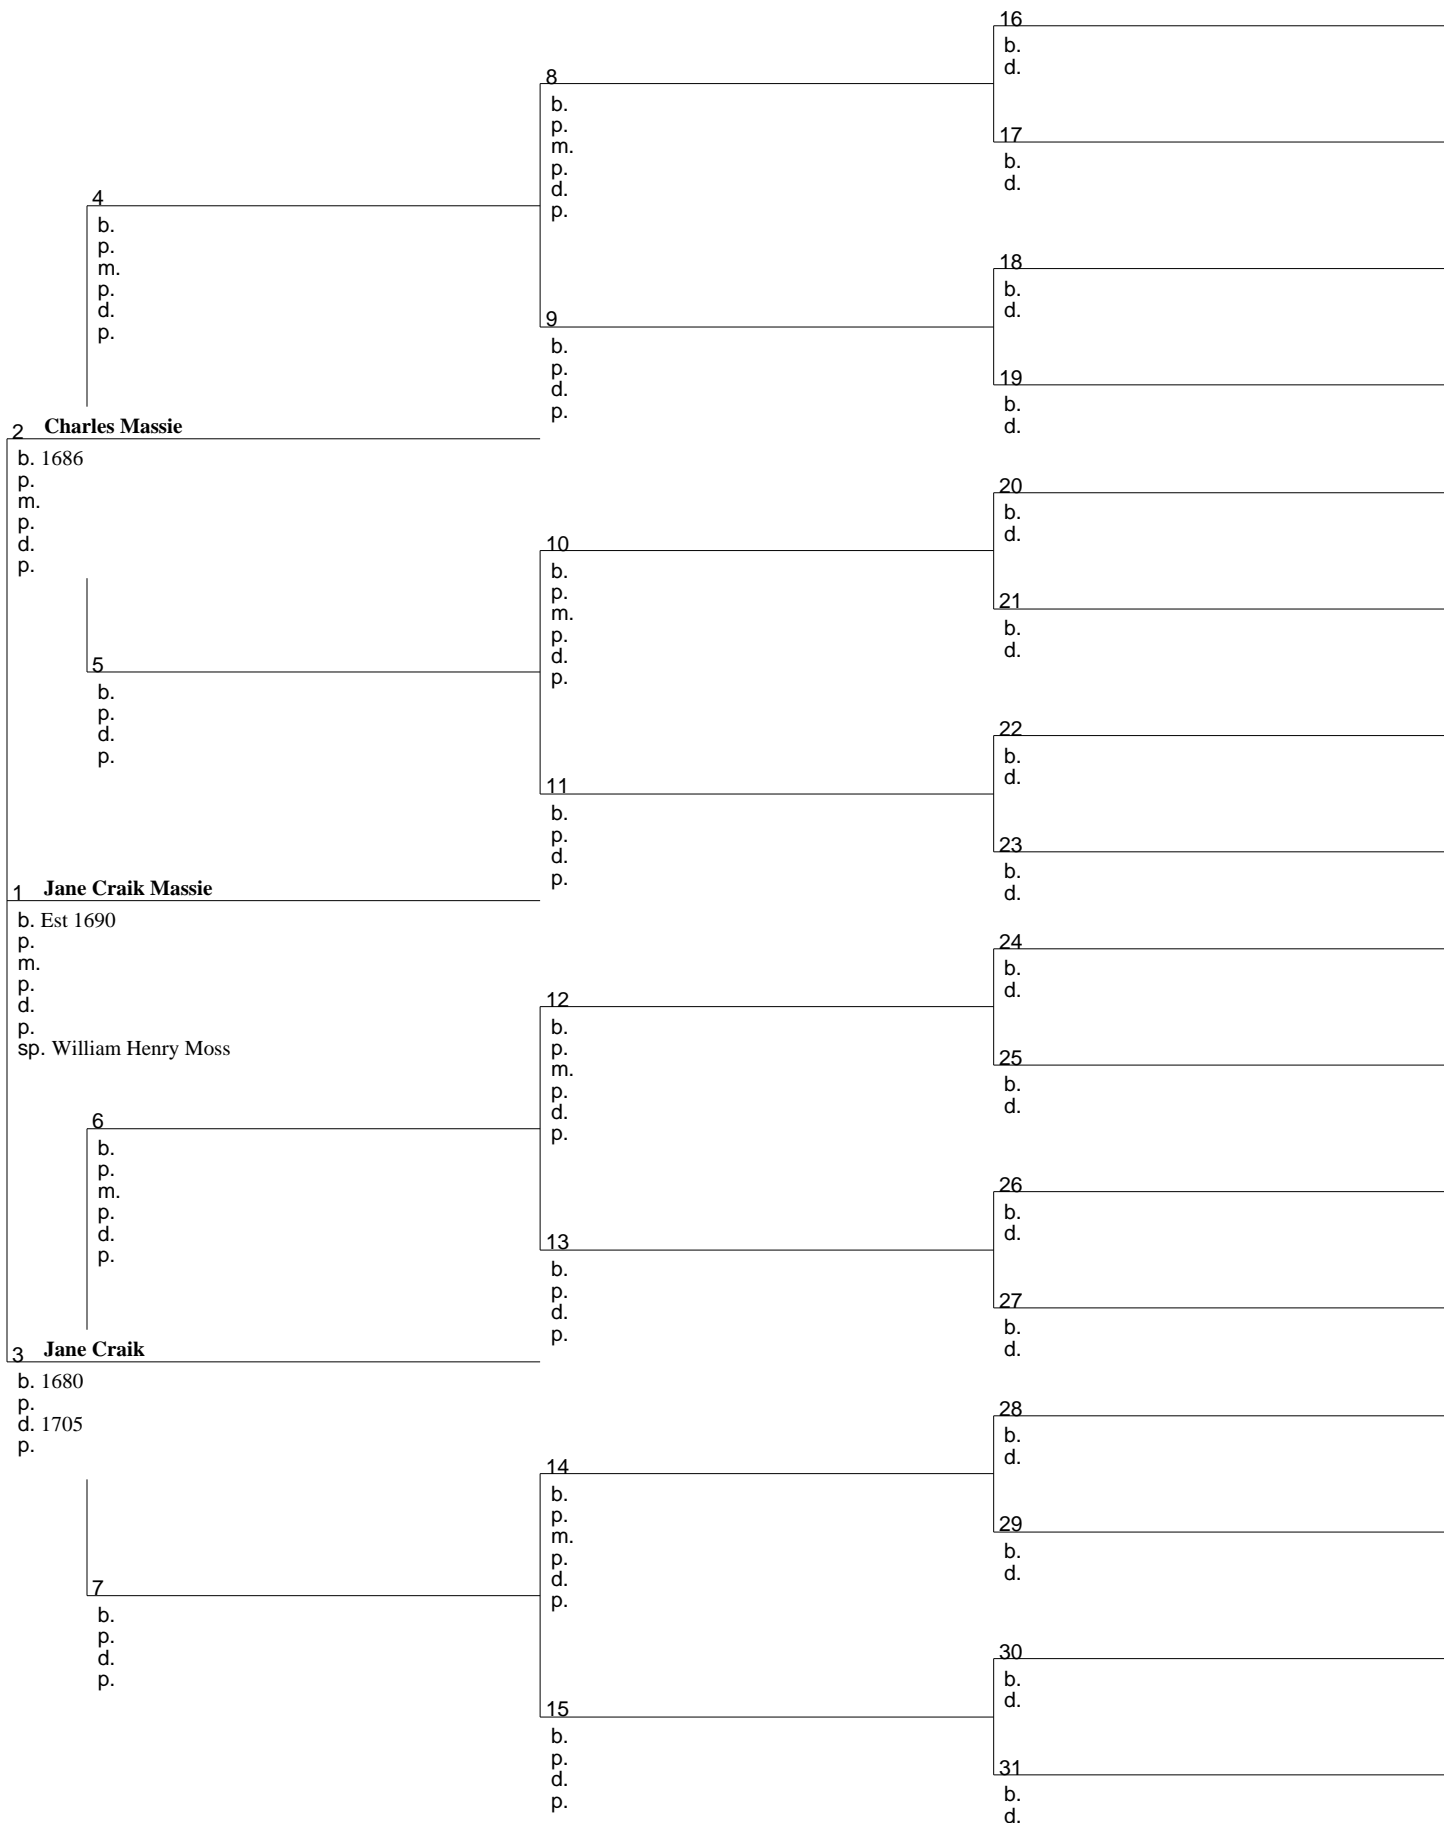 16
b.
d.
8
b.
p.
m.
p.
d.
p.
17
b.
d.
4
b.
p.
m.
p.
d.
p.
18
b.
d.
9
b.
p.
d.
p.
19
b.
d.
2 Charles Massie
b. 1686
p.
m.
p.
d.
p.
20
b.
d.
10
b.
p.
m.
p.
d.
p.
21
b.
d.
5
b.
p.
d.
p.
22
b.
d.
11
b.
p.
d.
p.
23
b.
d.
1 Jane Craik Massie
b. Est 1690
p.
m.
p.
d.
p.
sp. William Henry Moss
24
b.
d.
12
b.
p.
m.
p.
d.
p.
25
b.
d.
6
b.
p.
m.
p.
d.
p.
26
b.
d.
13
b.
p.
d.
p.
27
b.
d.
3 Jane Craik
b. 1680
p.
d. 1705
p.
28
b.
d.
14
b.
p.
m.
p.
d.
p.
29
b.
d.
7
b.
p.
d.
p.
30
b.
d.
15
b.
p.
d.
p.
31
b.
d.